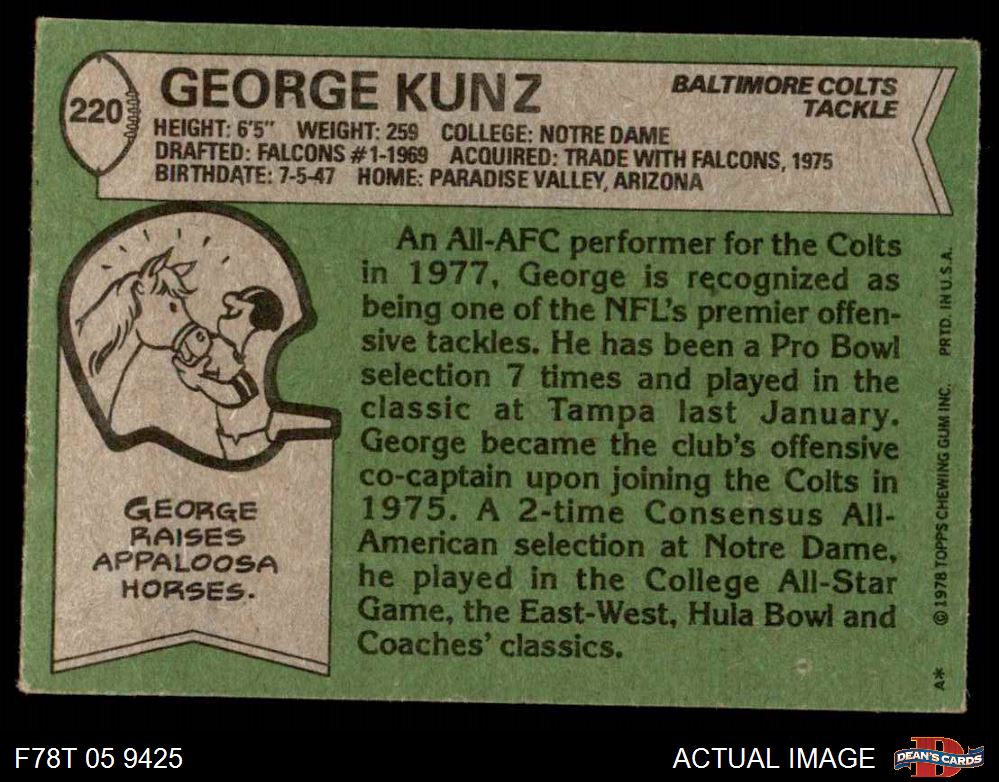 220
GEORGE KUNZ
BALTIMORE COLTS
TACKLE
HEIGHT: 6'5" WEIGHT: 259 COLLEGE: NOTRE DAME
DRAFTED: FALCONS #1-1969 ACQUIRED: TRADE WITH FALCONS, 1975
BIRTHDATE: 7-5-47 HOME: PARADISE VALLEY, ARIZONA
An All-AFC performer for the Colts
in 1977, George is recognized as
being one of the NFL's premier offen-
sive tackles. He has been a Pro Bowl
selection 7 times and played in the
classic at Tampa last January.
George became the club's offensive
co-captain upon joining the Colts in
1975. A 2-time Consensus All-
American selection at Notre Dame,
he played in the College All-Star
Game, the East-West, Hula Bowl and
Coaches' classics.
GEORGE
RAISES
APPALOOSA
HORSES.
A* © 1978 TOPPS CHEWING GUM INC. PRTD. IN U.S.A.
F78T 05 9425
ACTUAL IMAGE
D
DEAN'S CARDS